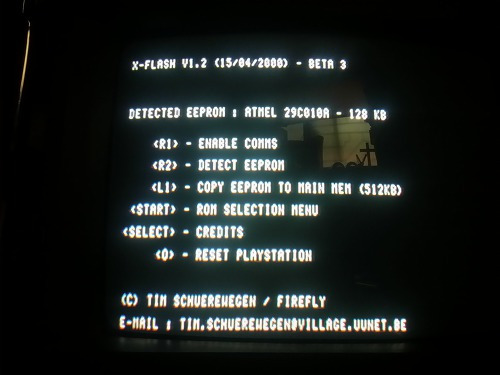 X-FLASH V1.2 (15/04/2000) - BETA 3
DETECTED EEPROM : ATMEL 29C010A - 128 KB
<R1> - ENABLE COMMS
<R2> - DETECT EEPROM
<L1> - COPY EEPROM TO MAIN MEM (512KB)
<START> - ROM SELECTION MENU
<SELECT> - CREDITS
<O> - RESET PLAYSTATION
(C) TIM SCHUEREWEGEN / FIREFLY
E-MAIL : TIM.SCHUEREWEGEN@VILLAGE.UUNET.BE